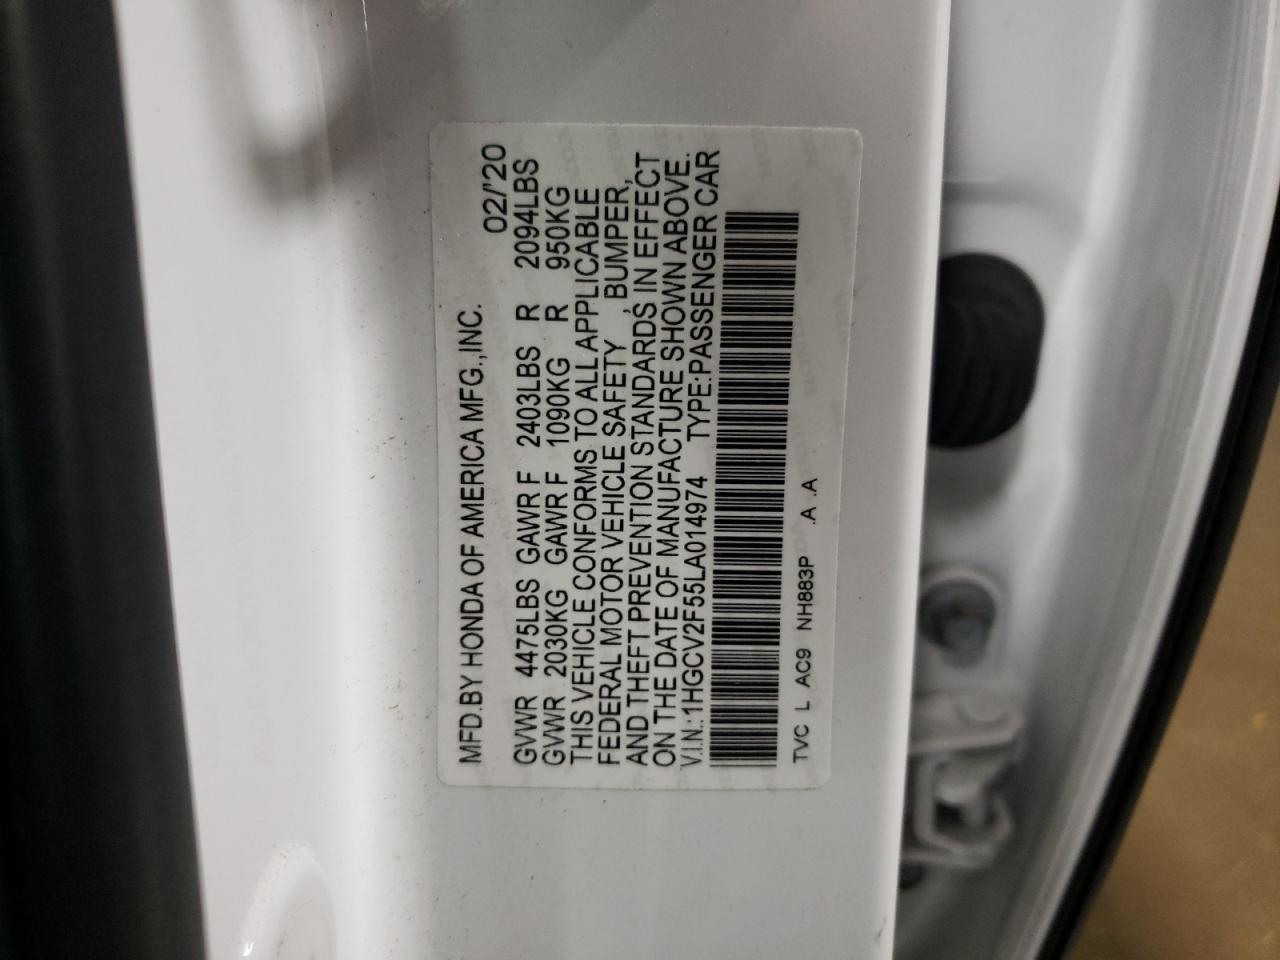 MFD.BY HONDA OF AMERICA MFG.,INC. 02/'20
GVWR 4475LBS GAWR F 2403LBS R 2094LBS
GVWR 2030KG GAWR F 1090KG R 950KG
THIS VEHICLE CONFORMS TO ALL APPLICABLE
FEDERAL MOTOR VEHICLE SAFETY , BUMPER,
AND THEFT PREVENTION STANDARDS IN EFFECT
ON THE DATE OF MANUFACTURE SHOWN ABOVE.
V.I.N.:1HGCV2F55LA014974 TYPE:PASSENGER CAR
TVC L AC9 NH883P .A .A